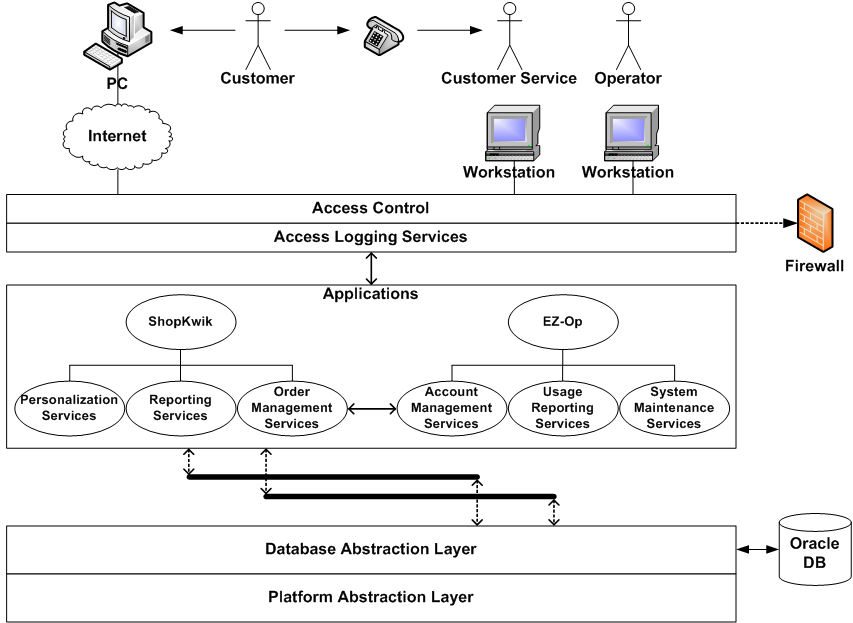 PC
Customer
Customer Service
Operator
Internet
Workstation
Workstation
Access Control
Access Logging Services
Firewall
Applications
ShopKwik
EZ-Op
Personalization
Services
Reporting
Services
Order
Management
Services
Account
Management
Services
Usage
Reporting
Services
System
Maintenance
Services
Database Abstraction Layer
Oracle
DB
Platform Abstraction Layer